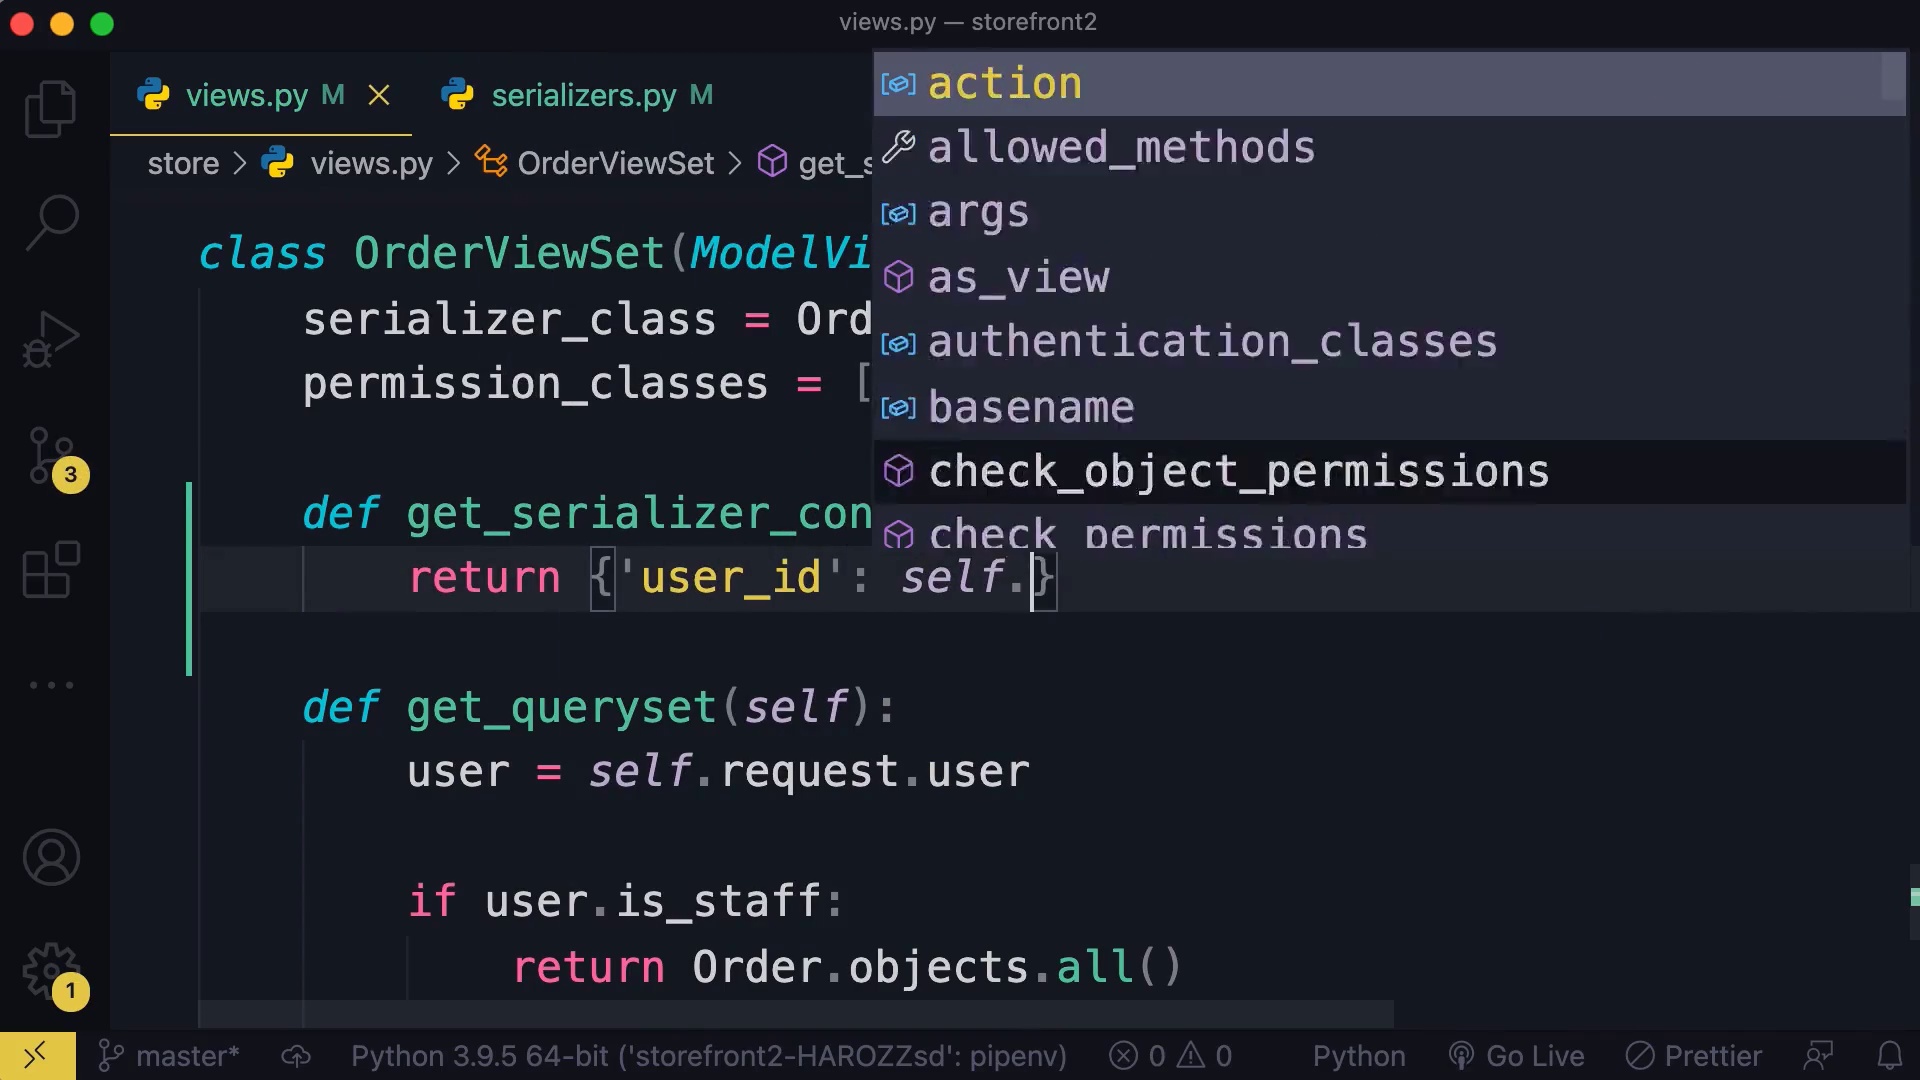 views.py — storefront2
views.py M
serializers.py M
store > views.py > OrderViewSet > get_s
action
allowed_methods
args
as_view
authentication_classes
basename
check_object_permissions
check_permissions
class OrderViewSet(ModelVi
serializer_class = Ord
permission_classes = [
def get_serializer_con
return {'user_id': self.}
def get_queryset(self):
user = self.request.user
if user.is_staff:
return Order.objects.all()
3
1
master* Python 3.9.5 64-bit ('storefront2-HAROZZsd': pipenv) 0 0 Python Go Live Prettier